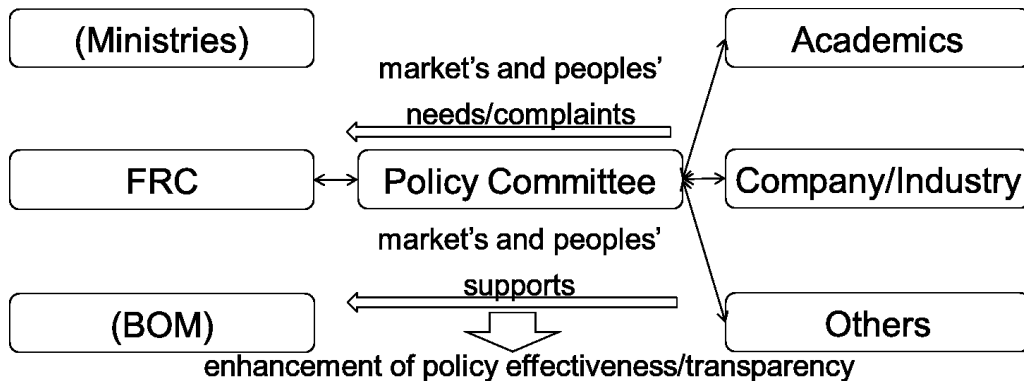 (Ministries)
Academics
market's and peoples'
needs/complaints
FRC
Policy Committee
Company/Industry
market's and peoples'
supports
(BOM)
Others
enhancement of policy effectiveness/transparency